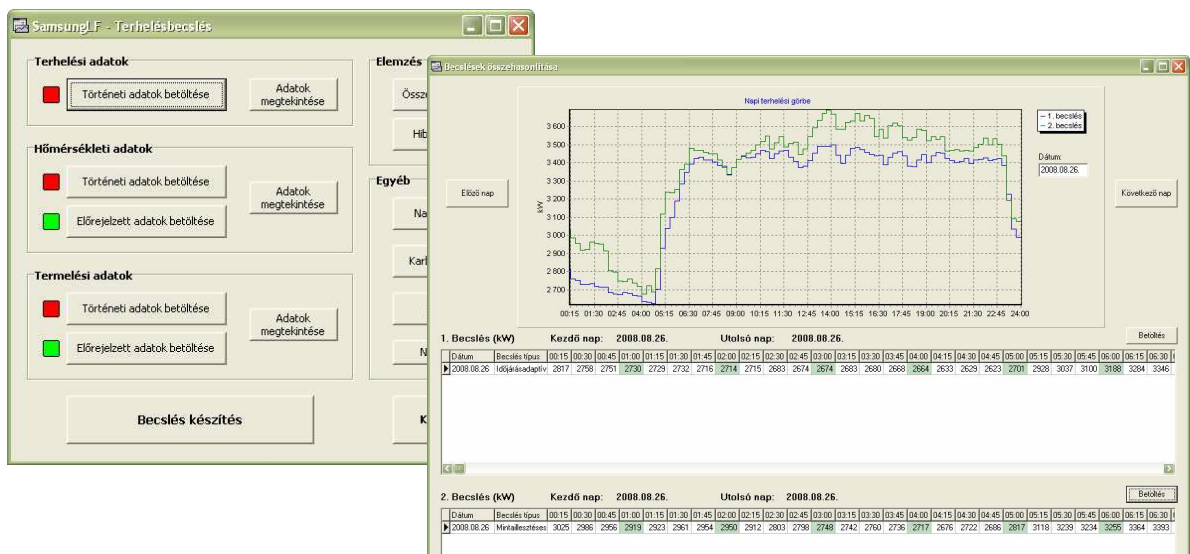 SamsungLF - Terhelésbecslés
Terhelési adatok
Történeti adatok betöltése
Adatok megtekintése
Hőmérsékleti adatok
Történeti adatok betöltése
Előrejelzett adatok betöltése
Adatok megtekintése
Termelési adatok
Történeti adatok betöltése
Előrejelzett adatok betöltése
Adatok megtekintése
Becslés készítés
Elemzés
Egyéb
Becslések összehasonlítása
Napi terhelési görbe
1. becslés
2. becslés
Dátum:
2008.08.26.
Előző nap
Következő nap
kW
3 600
3 500
3 400
3 300
3 200
3 100
3 000
2 900
2 800
2 700
00:15 01:30 02:45 04:00 05:15 06:30 07:45 09:00 10:15 11:30 12:45 14:00 15:15 16:30 17:45 19:00 20:15 21:30 22:45 24:00
Betöltés
1. Becslés (kW) Kezdő nap: 2008.08.26. Utolsó nap: 2008.08.26.
Dátum Becslés típus 00:15 00:30 00:45 01:00 01:15 01:30 01:45 02:00 02:15 02:30 02:45 03:00 03:15 03:30 03:45 04:00 04:15 04:30 04:45 05:00 05:15 05:30 05:45 06:00 06:15 06:30
2008.08.26 Időjárásadaptív 2817 2758 2751 2730 2729 2732 2716 2714 2715 2683 2674 2674 2683 2680 2668 2664 2633 2629 2623 2701 2928 3037 3100 3188 3284 3346
2. Becslés (kW) Kezdő nap: 2008.08.26. Utolsó nap: 2008.08.26.
Betöltés
Dátum Becslés típus 00:15 00:30 00:45 01:00 01:15 01:30 01:45 02:00 02:15 02:30 02:45 03:00 03:15 03:30 03:45 04:00 04:15 04:30 04:45 05:00 05:15 05:30 05:45 06:00 06:15 06:30
2008.08.26 Mintaillesztéses 3025 2986 2956 2919 2923 2961 2954 2950 2912 2803 2798 2748 2742 2760 2736 2717 2676 2722 2686 2817 3118 3239 3234 3255 3364 3393